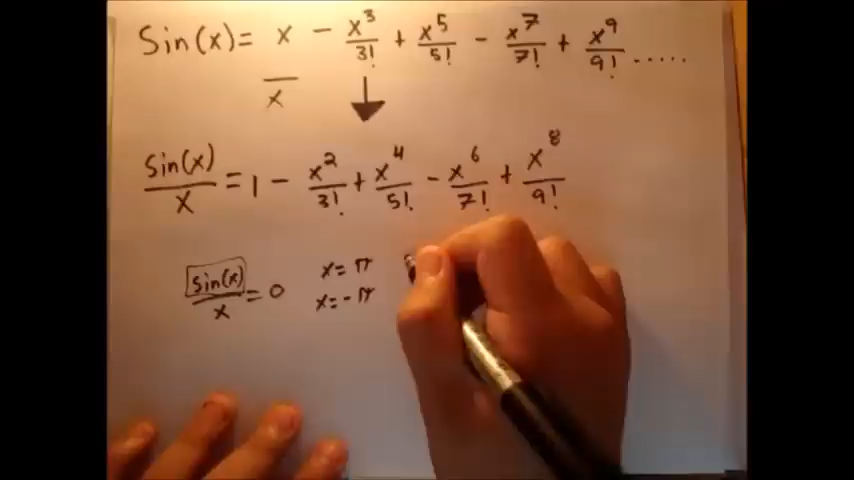 Sin(x) = x - x³/3! + x⁵/5! - x⁷/7! + x⁹/9! .....
x
sin(x)/x = 1 - x²/3! + x⁴/5! - x⁶/7! + x⁸/9!
sin(x)/x = 0 x = π
x = -π